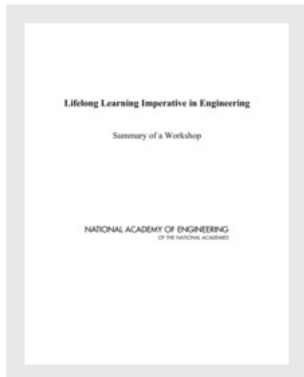 Lifelong Learning Imperative in Engineering
Summary of a Workshop
NATIONAL ACADEMY OF ENGINEERING
OF THE NATIONAL ACADEMIES